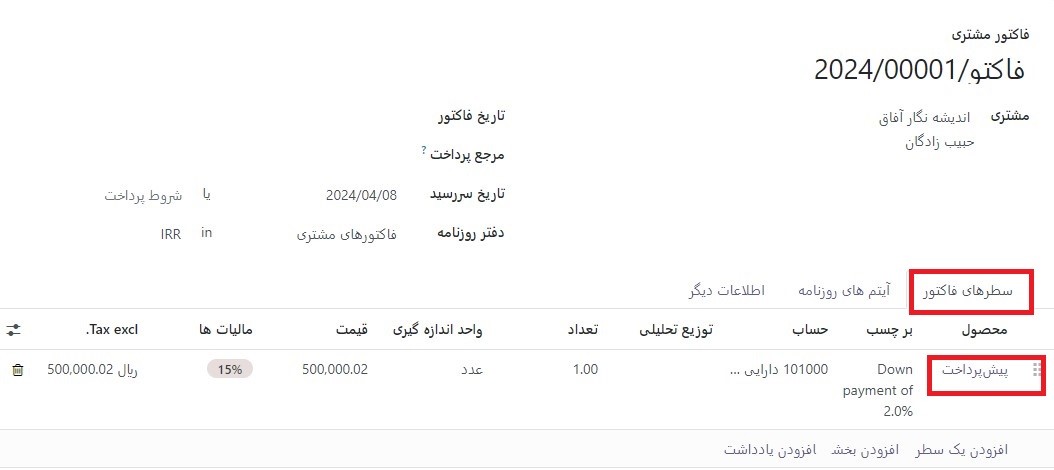 فاکتور مشتری
فاکتو/2024/00001
مشتری اندیشه نگار آفاق
حبیب زادگان
تاریخ فاکتور
مرجع پرداخت ?
تاریخ سررسید 2024/04/08 یا شروط پرداخت
دفتر روزنامه فاکتورهای مشتری in IRR
سطرهای فاکتور آیتم های روزنامه اطلاعات دیگر
محصول بر چسب حساب توزیع تحلیلی تعداد واحد اندازه گیری قیمت مالیات ها Tax excl.
پیش‌پرداخت Down payment of 2.0% 101000 دارایی ... 1.00 عدد 500,000.02 15% 500,000.02 ریال
افزودن یک سطر افزودن بخش افزودن یادداشت